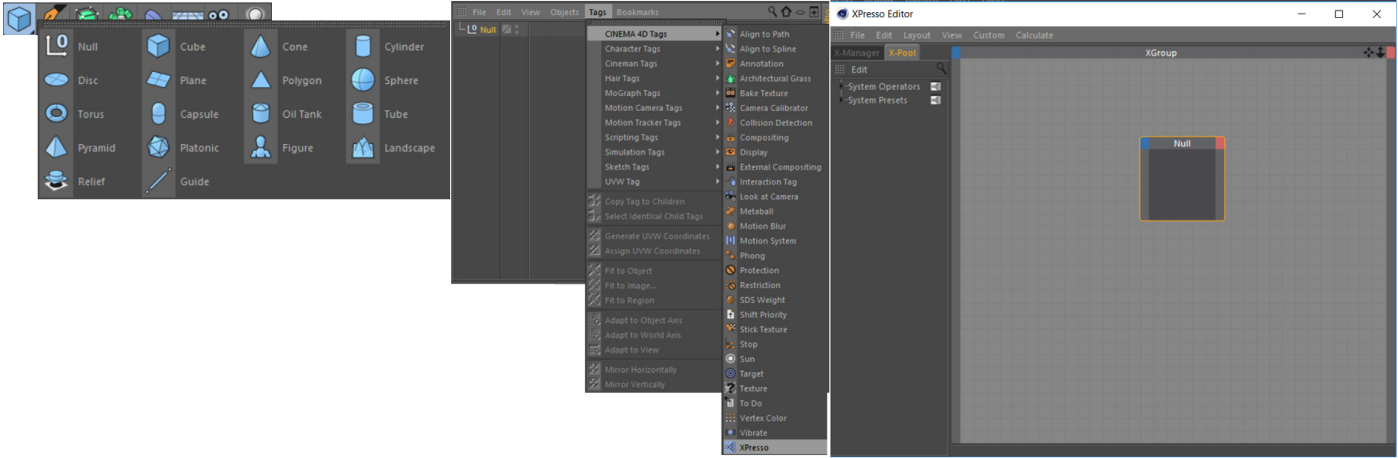 Null Cube Cone Cylinder
Disc Plane Polygon Sphere
Torus Capsule Oil Tank Tube
Pyramid Platonic Figure Landscape
Relief Guide
File Edit View Objects Tags Bookmarks
Null
CINEMA 4D Tags
Character Tags
Cineman Tags
Hair Tags
MoGraph Tags
Motion Camera Tags
Motion Tracker Tags
Scripting Tags
Simulation Tags
Sketch Tags
UVW Tag
Copy Tag to Children
Select Identical Child Tags
Generate UVW Coordinates
Assign UVW Coordinates
Fit to Object
Fit to Image...
Fit to Region
Adapt to Object Axis
Adapt to World Axis
Adapt to View
Mirror Horizontally
Mirror Vertically
Align to Path
Align to Spline
Annotation
Architectural Grass
Bake Texture
Camera Calibrator
Collision Detection
Compositing
Display
External Compositing
Interaction Tag
Look at Camera
Metaball
Motion Blur
Motion System
Phong
Protection
Restriction
SDS Weight
Shift Priority
Stick Texture
Stop
Sun
Target
Texture
To Do
Vertex Color
Vibrate
XPresso
XPresso Editor
File Edit Layout View Custom Calculate
X-Manager X-Pool
Edit
System Operators
System Presets
XGroup
Null